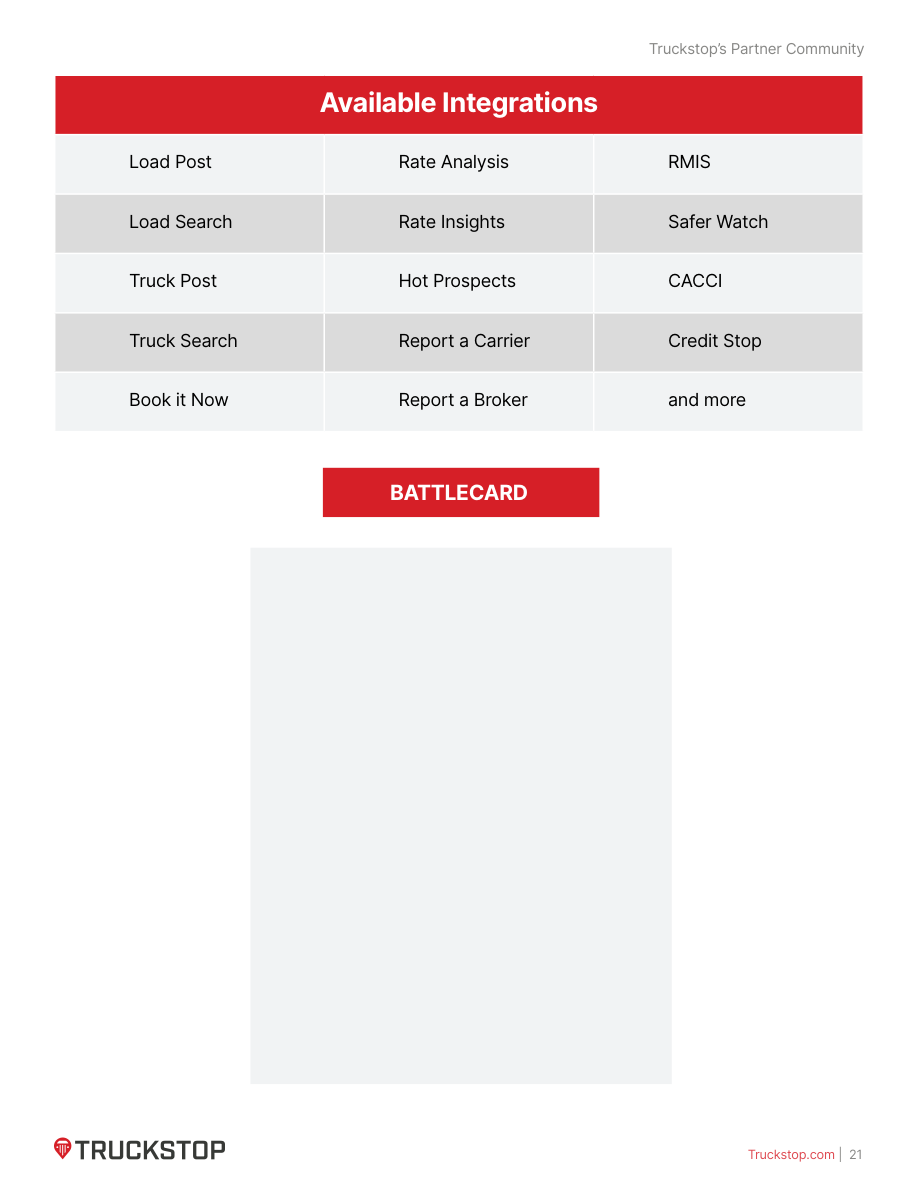 Truckstop’s Partner Community
Available Integrations
Load Post Rate Analysis RMIS
Load Search Rate Insights Safer Watch
Truck Post Hot Prospects CACCI
Truck Search Report a Carrier Credit Stop
Book it Now Report a Broker and more
BATTLECARD
TRUCKSTOP
Truckstop.com | 21